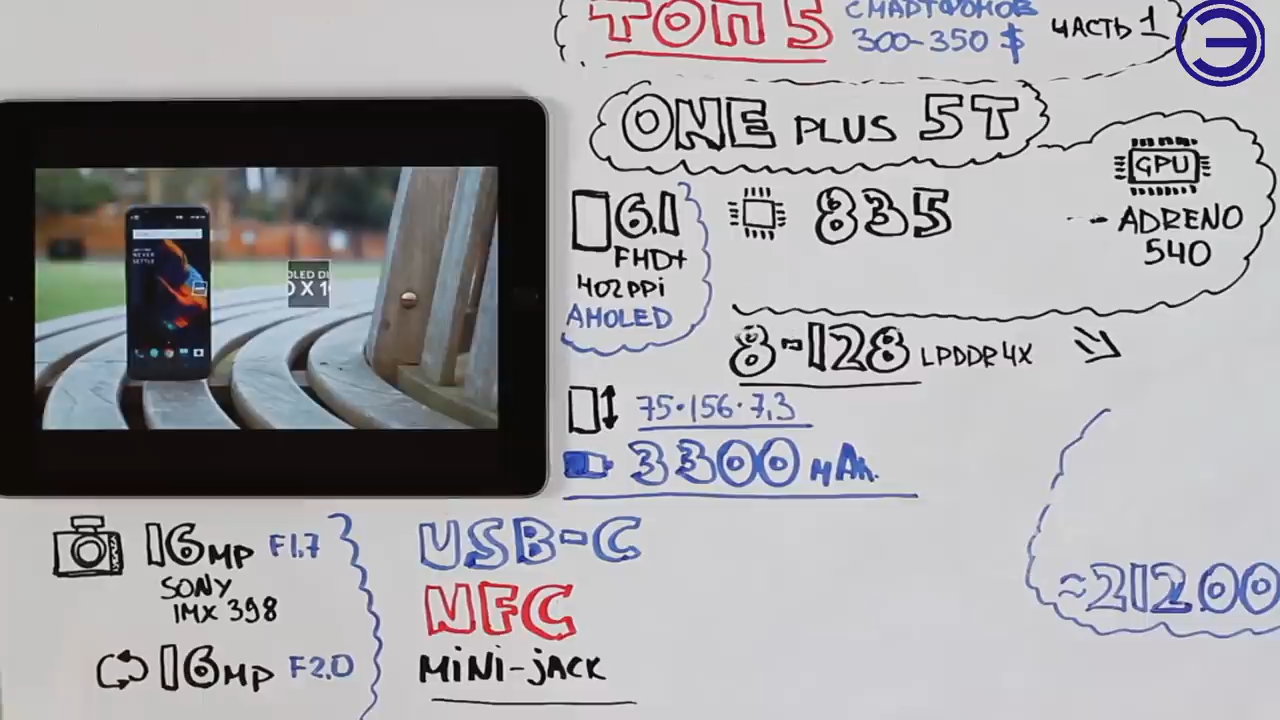 ТОП 5
СМАРТФОНОВ
300-350 $
ЧАСТЬ 1
Э
ONE PLUS 5T
6.1
FHD+
402 PPi
AMOLED
835
GPU
- ADRENO
540
8-128 LPDDR4X
75·156·7,3
3300 мАч.
≈21200
16MP F1.7
SONY
IMX 398
16MP F2.0
USB-C
NFC
MiNi-jACK
NEVER
SETTLE